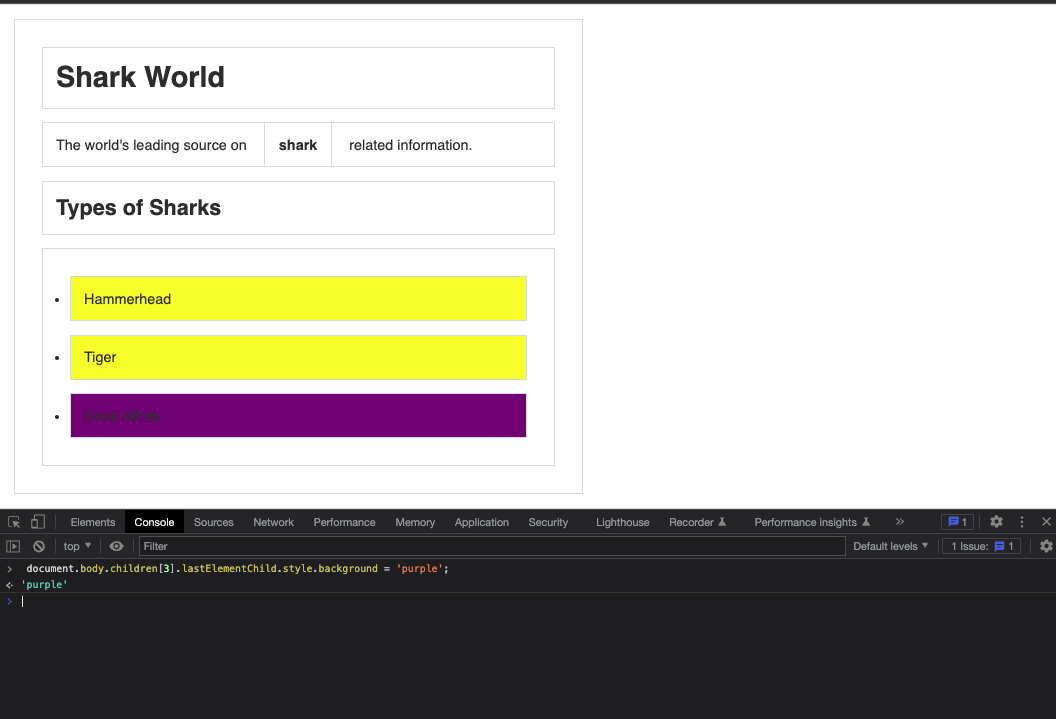 Shark World
The world's leading source on shark related information.
Types of Sharks
Hammerhead
Tiger
Great White
Elements Console Sources Network Performance Memory Application Security Lighthouse Recorder Performance insights » 1
top Filter Default levels 1 Issue: 1
> document.body.children[3].lastElementChild.style.background = 'purple';
'purple'
>